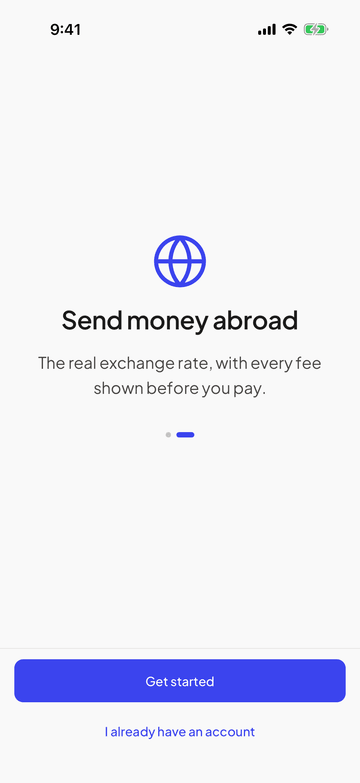 9:41
Send money abroad
The real exchange rate, with every fee
shown before you pay.
Get started
I already have an account